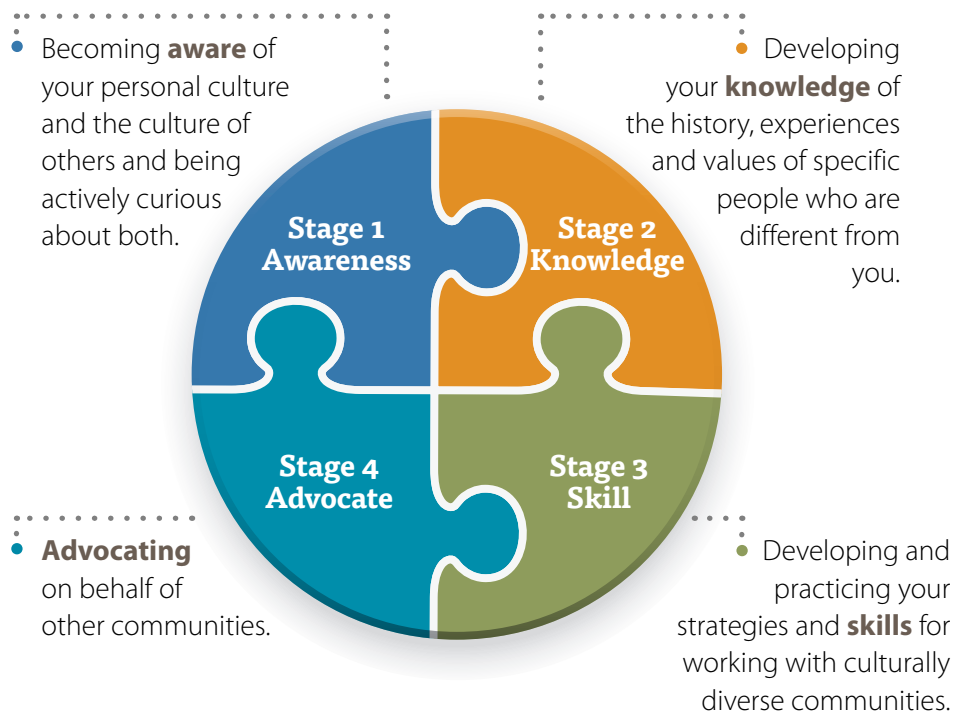 Becoming aware of
your personal culture
and the culture of
others and being
actively curious
about both.
Developing
your knowledge of
the history, experiences
and values of specific
people who are
different from
you.
Stage 1
Awareness
Stage 2
Knowledge
Stage 4
Advocate
Stage 3
Skill
Advocating
on behalf of
other communities.
Developing and
practicing your
strategies and skills for
working with culturally
diverse communities.